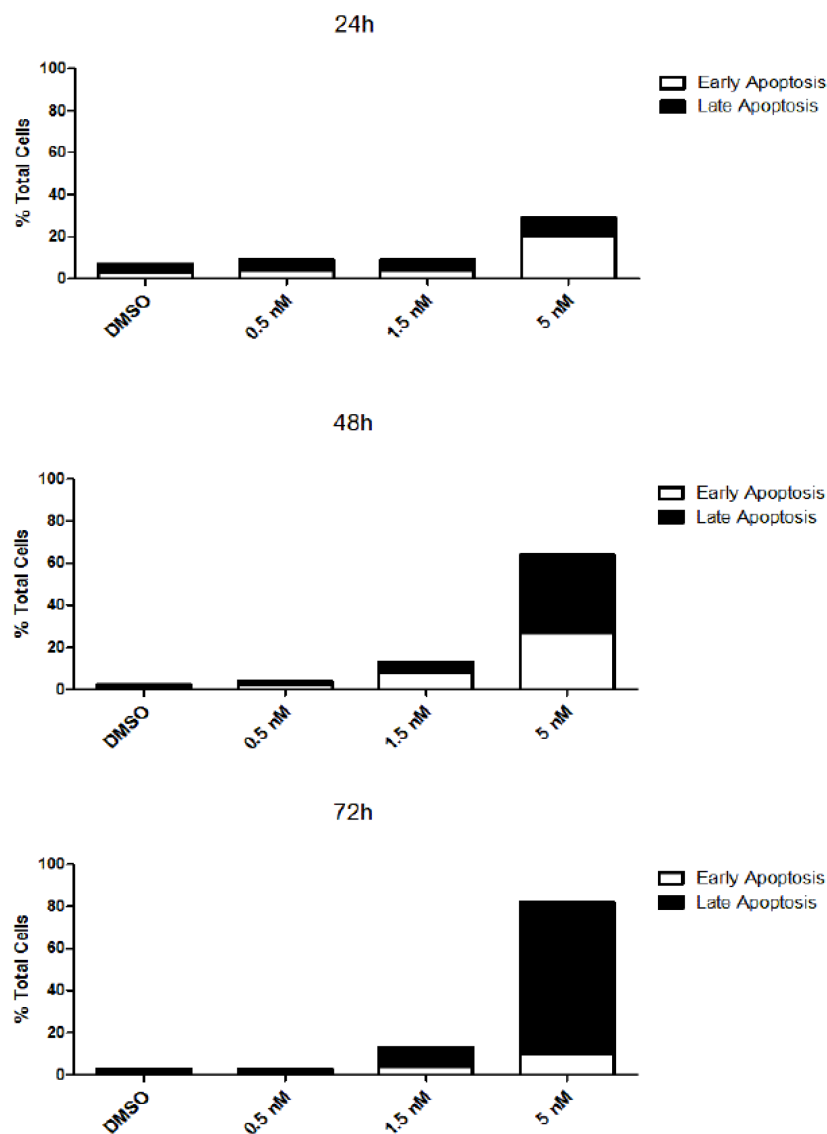 24h
% Total Cells
100
80
60
40
20
0
DMSO
0.5 nM
1.5 nM
5 nM
Early Apoptosis
Late Apoptosis
48h
% Total Cells
100
80
60
40
20
0
DMSO
0.5 nM
1.5 nM
5 nM
Early Apoptosis
Late Apoptosis
72h
% Total Cells
100
80
60
40
20
0
DMSO
0.5 nM
1.5 nM
5 nM
Early Apoptosis
Late Apoptosis